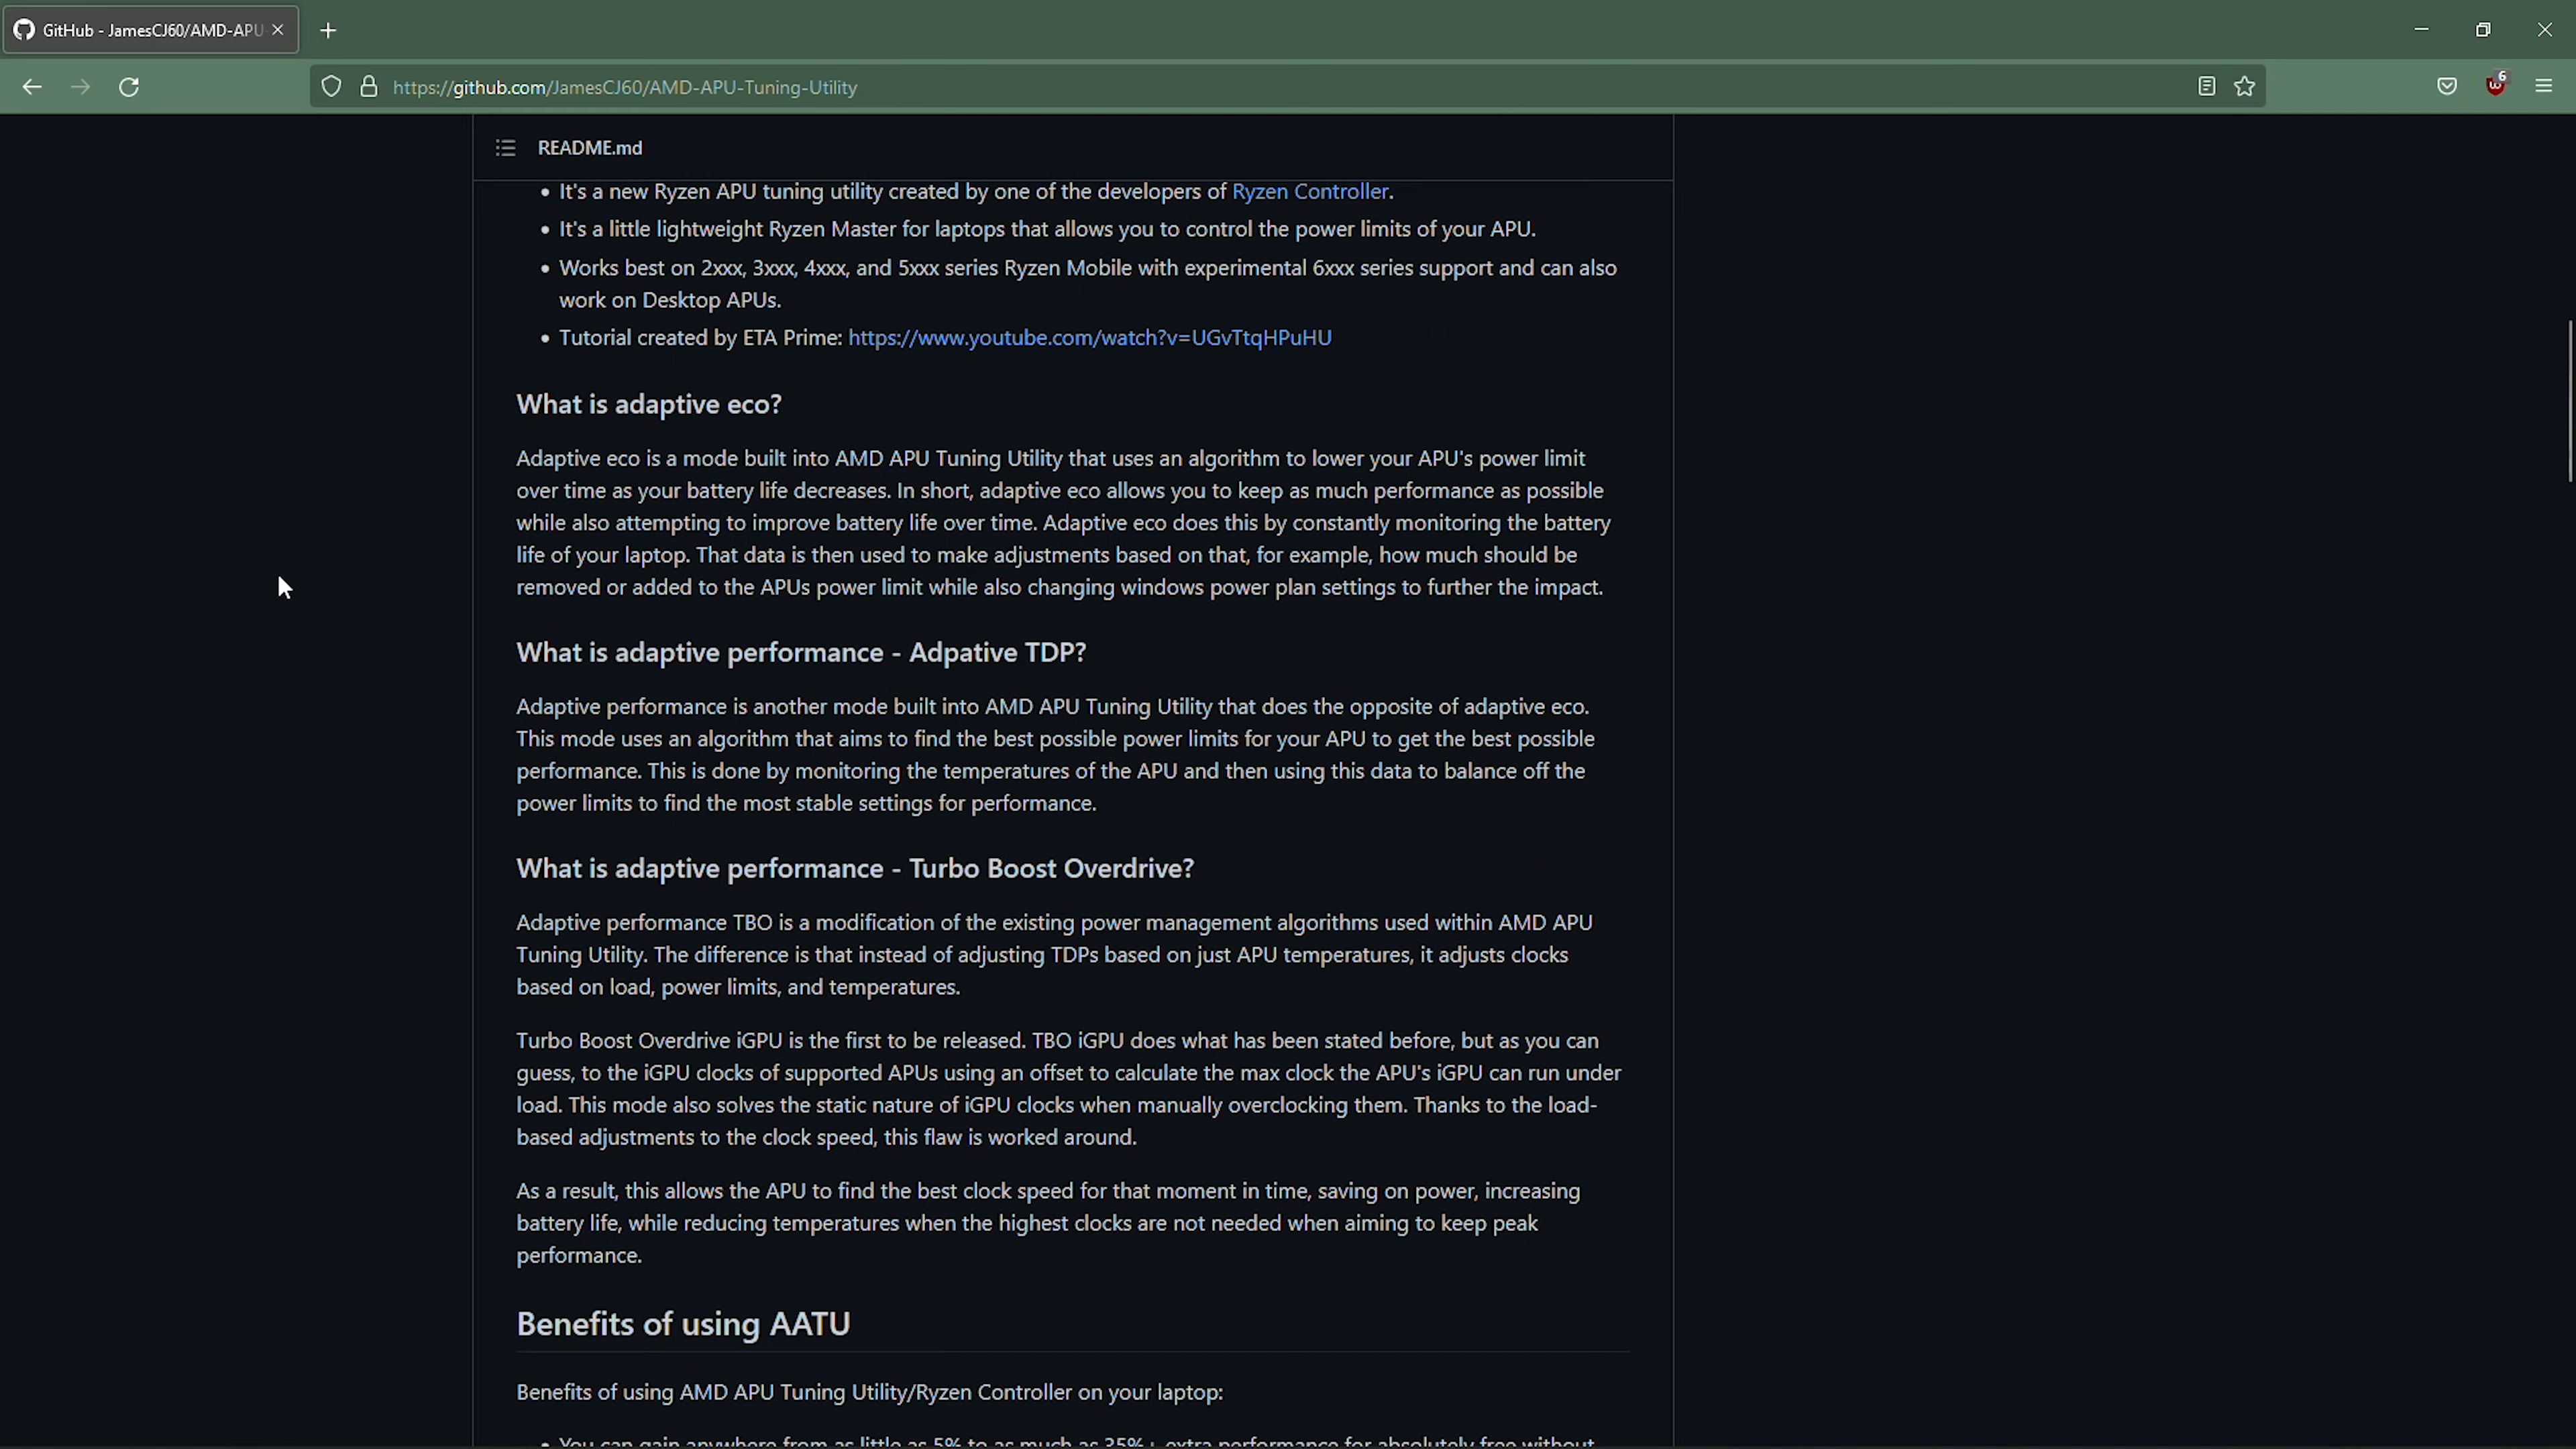 GitHub - JamesCJ60/AMD-APU
https://github.com/JamesCJ60/AMD-APU-Tuning-Utility
6
README.md
• It's a new Ryzen APU tuning utility created by one of the developers of Ryzen Controller.
• It's a little lightweight Ryzen Master for laptops that allows you to control the power limits of your APU.
• Works best on 2xxx, 3xxx, 4xxx, and 5xxx series Ryzen Mobile with experimental 6xxx series support and can also
work on Desktop APUs.
• Tutorial created by ETA Prime: https://www.youtube.com/watch?v=UGvTtqHPuHU
What is adaptive eco?
Adaptive eco is a mode built into AMD APU Tuning Utility that uses an algorithm to lower your APU's power limit
over time as your battery life decreases. In short, adaptive eco allows you to keep as much performance as possible
while also attempting to improve battery life over time. Adaptive eco does this by constantly monitoring the battery
life of your laptop. That data is then used to make adjustments based on that, for example, how much should be
removed or added to the APUs power limit while also changing windows power plan settings to further the impact.
What is adaptive performance - Adpative TDP?
Adaptive performance is another mode built into AMD APU Tuning Utility that does the opposite of adaptive eco.
This mode uses an algorithm that aims to find the best possible power limits for your APU to get the best possible
performance. This is done by monitoring the temperatures of the APU and then using this data to balance off the
power limits to find the most stable settings for performance.
What is adaptive performance - Turbo Boost Overdrive?
Adaptive performance TBO is a modification of the existing power management algorithms used within AMD APU
Tuning Utility. The difference is that instead of adjusting TDPs based on just APU temperatures, it adjusts clocks
based on load, power limits, and temperatures.
Turbo Boost Overdrive iGPU is the first to be released. TBO iGPU does what has been stated before, but as you can
guess, to the iGPU clocks of supported APUs using an offset to calculate the max clock the APU's iGPU can run under
load. This mode also solves the static nature of iGPU clocks when manually overclocking them. Thanks to the load-
based adjustments to the clock speed, this flaw is worked around.
As a result, this allows the APU to find the best clock speed for that moment in time, saving on power, increasing
battery life, while reducing temperatures when the highest clocks are not needed when aiming to keep peak
performance.
Benefits of using AATU
Benefits of using AMD APU Tuning Utility/Ryzen Controller on your laptop:
• You can gain anywhere from as little as 5% to as much as 35%+ extra performance for absolutely free without